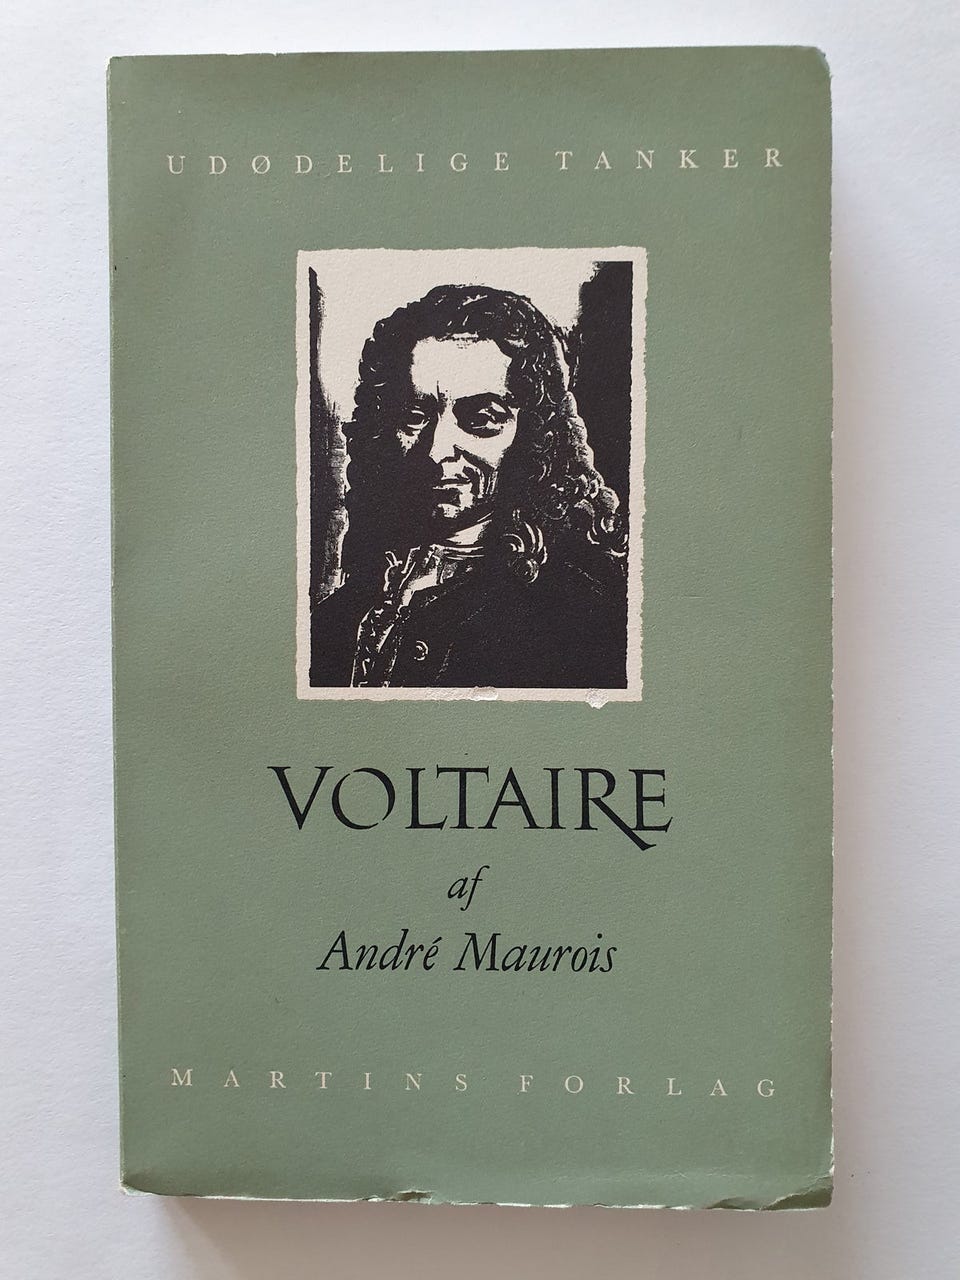 UDØDELIGE TANKER
VOLTAIRE
af
André Maurois
MARTINS FORLAG